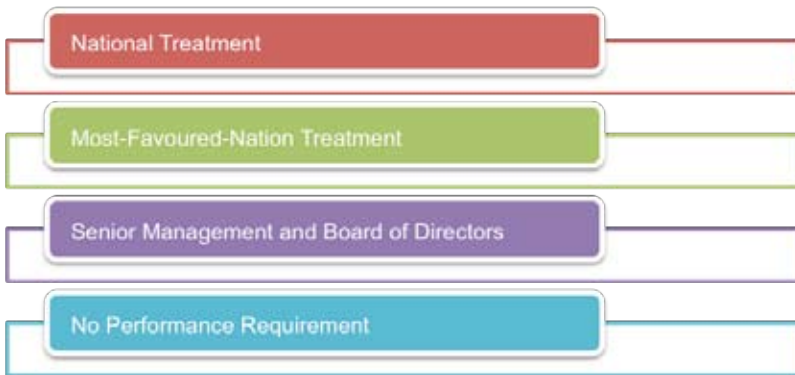 National Treatment
Most-Favoured-Nation Treatment
Senior Management and Board of Directors
No Performance Requirement